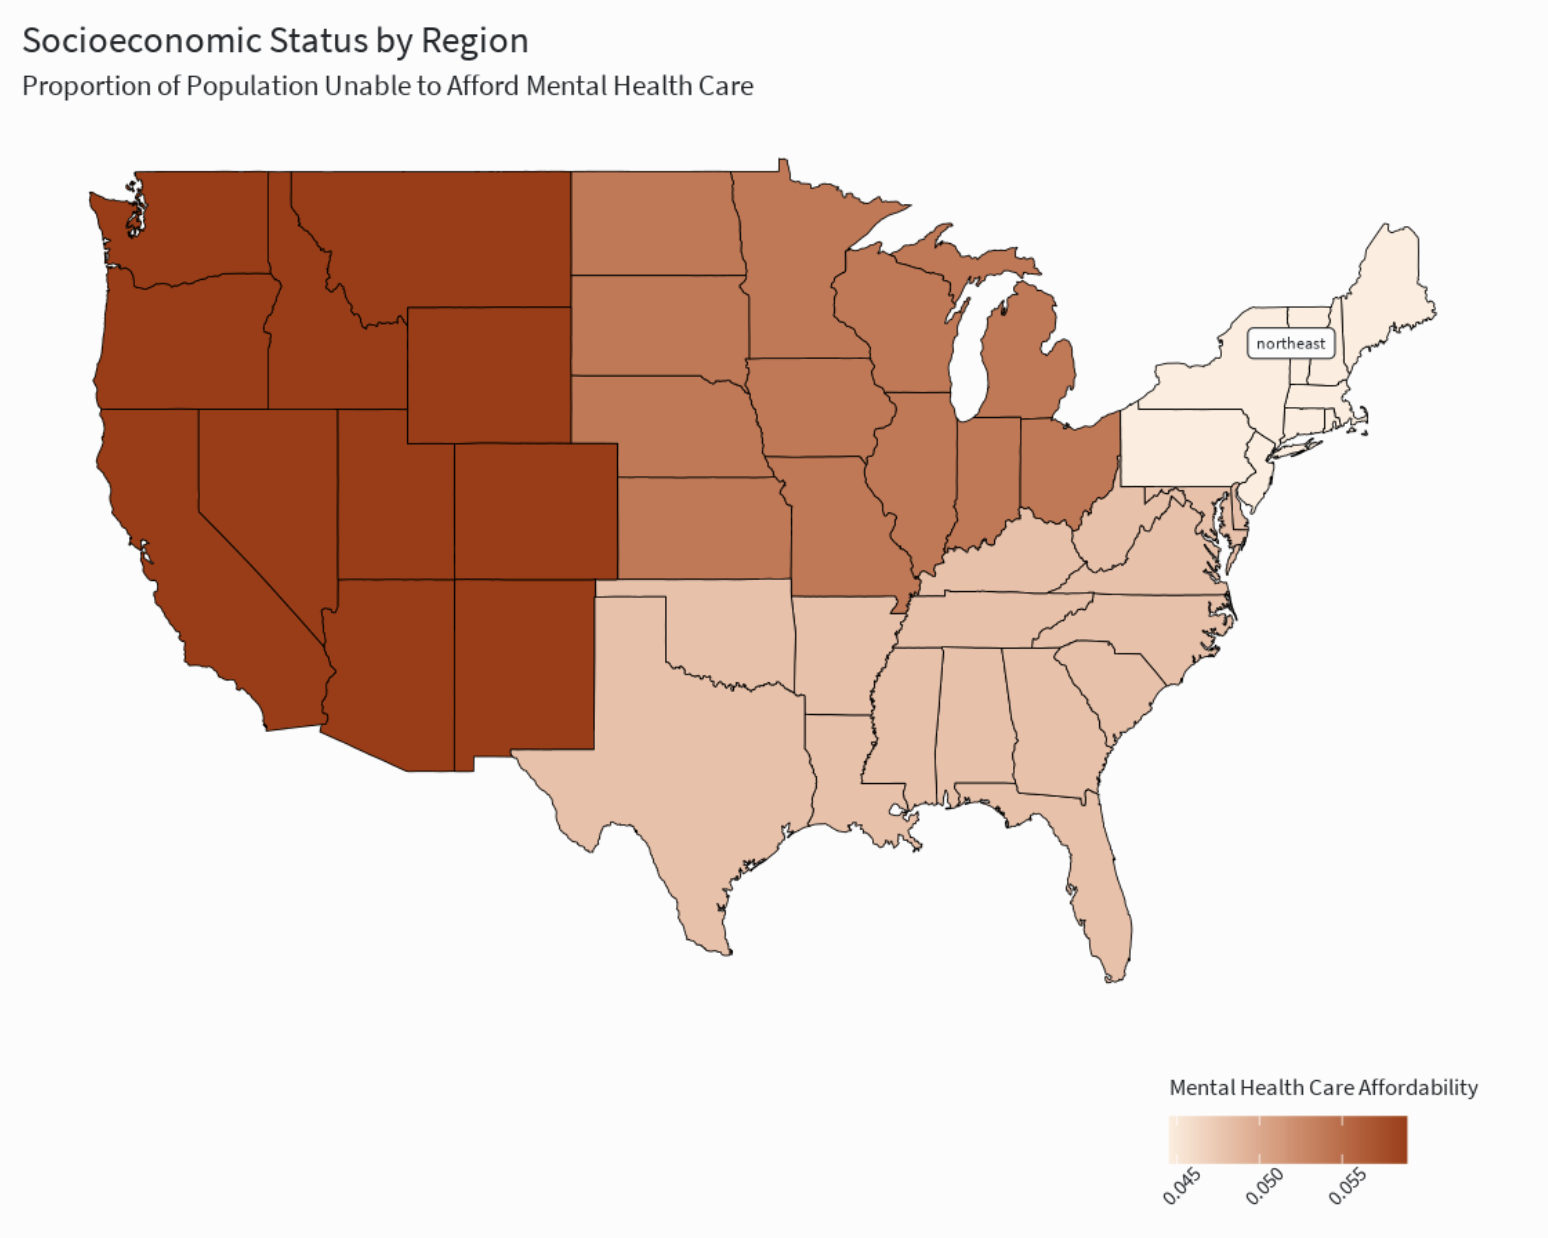 Socioeconomic Status by Region
Proportion of Population Unable to Afford Mental Health Care
northeast
Mental Health Care Affordability
0.045
0.050
0.055